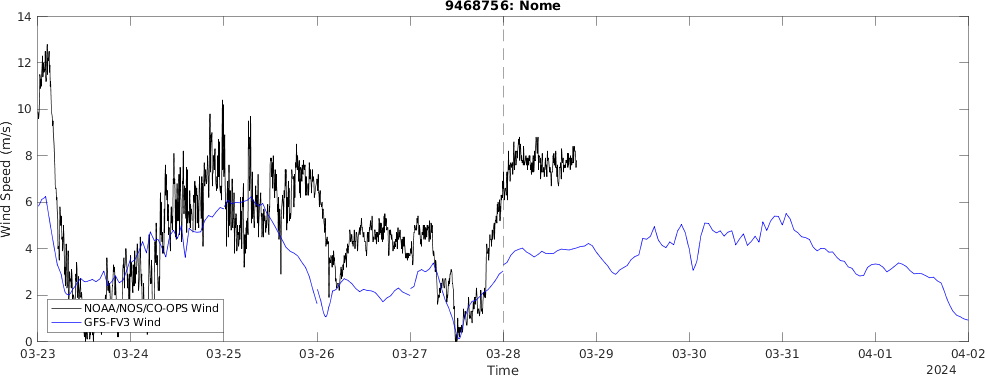 9468756: Nome
14
12
10
8
6
4
2
0
Wind Speed (m/s)
NOAA/NOS/CO-OPS Wind
GFS-FV3 Wind
03-23 03-24 03-25 03-26 03-27 03-28 03-29 03-30 03-31 04-01 04-02
Time
2024